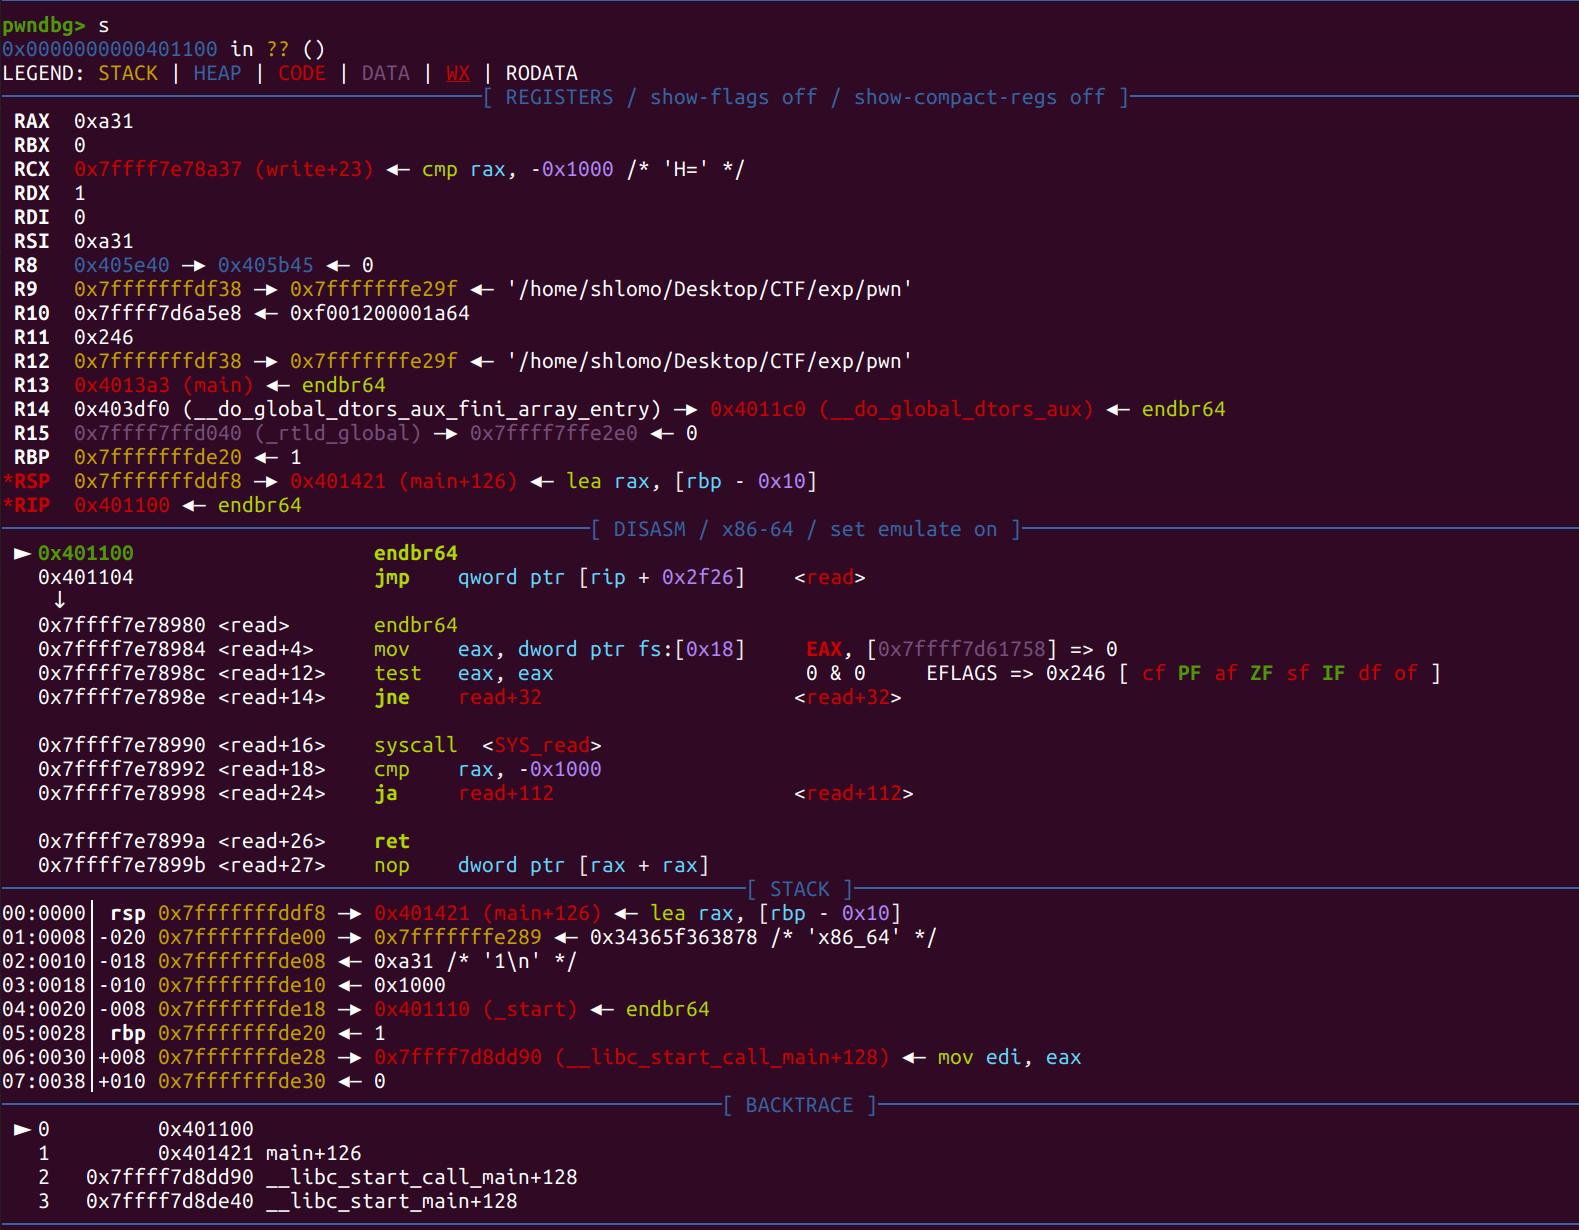 pwndbg> s
0x0000000000401100 in ?? ()
LEGEND: STACK | HEAP | CODE | DATA | WX | RODATA
[ REGISTERS / show-flags off / show-compact-regs off ]
RAX  0xa31
RBX  0
RCX  0x7ffff7e78a37 (write+23) ◂— cmp rax, -0x1000 /* 'H=' */
RDX  1
RDI  0
RSI  0xa31
R8   0x405e40 —▸ 0x405b45 ◂— 0
R9   0x7fffffffdf38 —▸ 0x7fffffffe29f ◂— '/home/shlomo/Desktop/CTF/exp/pwn'
R10  0x7ffff7d6a5e8 ◂— 0xf001200001a64
R11  0x246
R12  0x7fffffffdf38 —▸ 0x7fffffffe29f ◂— '/home/shlomo/Desktop/CTF/exp/pwn'
R13  0x4013a3 (main) ◂— endbr64
R14  0x403df0 (__do_global_dtors_aux_fini_array_entry) —▸ 0x4011c0 (__do_global_dtors_aux) ◂— endbr64
R15  0x7ffff7ffd040 (_rtld_global) —▸ 0x7ffff7ffe2e0 ◂— 0
RBP  0x7fffffffde20 ◂— 1
*RSP  0x7fffffffddf8 —▸ 0x401421 (main+126) ◂— lea rax, [rbp - 0x10]
*RIP  0x401100 ◂— endbr64
[ DISASM / x86-64 / set emulate on ]
► 0x401100                    endbr64
0x401104                    jmp    qword ptr [rip + 0x2f26]    <read>
↓
0x7ffff7e78980 <read>       endbr64
0x7ffff7e78984 <read+4>     mov    eax, dword ptr fs:[0x18]     EAX, [0x7ffff7d61758] => 0
0x7ffff7e7898c <read+12>    test   eax, eax                     0 & 0     EFLAGS => 0x246 [ cf PF af ZF sf IF df of ]
0x7ffff7e7898e <read+14>    jne    read+32                     <read+32>
0x7ffff7e78990 <read+16>    syscall  <SYS_read>
0x7ffff7e78992 <read+18>    cmp    rax, -0x1000
0x7ffff7e78998 <read+24>    ja     read+112                    <read+112>
0x7ffff7e7899a <read+26>    ret
0x7ffff7e7899b <read+27>    nop    dword ptr [rax + rax]
[ STACK ]
00:0000│ rsp 0x7fffffffddf8 —▸ 0x401421 (main+126) ◂— lea rax, [rbp - 0x10]
01:0008│-020 0x7fffffffde00 —▸ 0x7fffffffe289 ◂— 0x34365f363878 /* 'x86_64' */
02:0010│-018 0x7fffffffde08 ◂— 0xa31 /* '1\n' */
03:0018│-010 0x7fffffffde10 ◂— 0x1000
04:0020│-008 0x7fffffffde18 —▸ 0x401110 (_start) ◂— endbr64
05:0028│ rbp 0x7fffffffde20 ◂— 1
06:0030│+008 0x7fffffffde28 —▸ 0x7ffff7d8dd90 (__libc_start_call_main+128) ◂— mov edi, eax
07:0038│+010 0x7fffffffde30 ◂— 0
[ BACKTRACE ]
► 0         0x401100
1         0x401421 main+126
2   0x7ffff7d8dd90 __libc_start_call_main+128
3   0x7ffff7d8de40 __libc_start_main+128